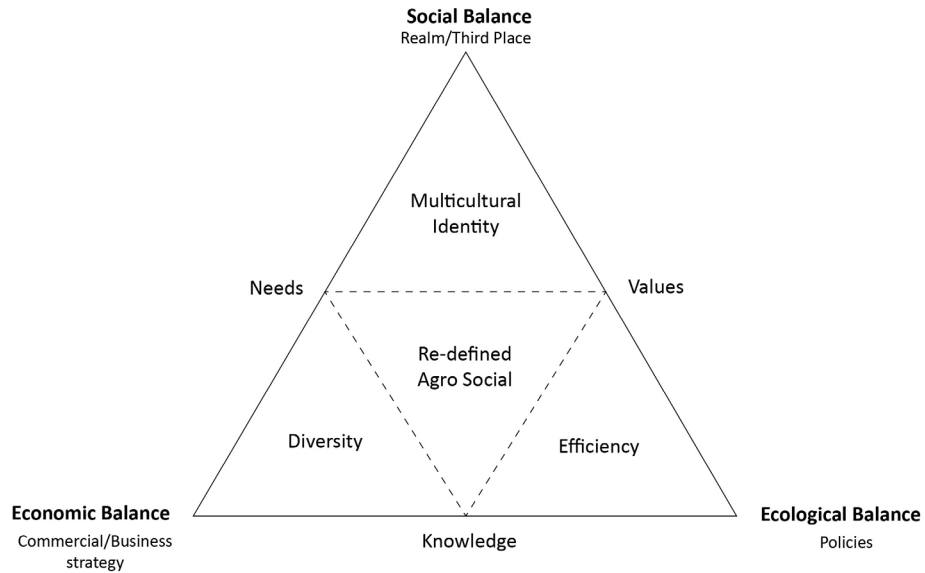 Social Balance
Realm/Third Place
Multicultural
Identity
Needs
Values
Re-defined
Agro Social
Diversity
Efficiency
Economic Balance
Commercial/Business
strategy
Knowledge
Ecological Balance
Policies